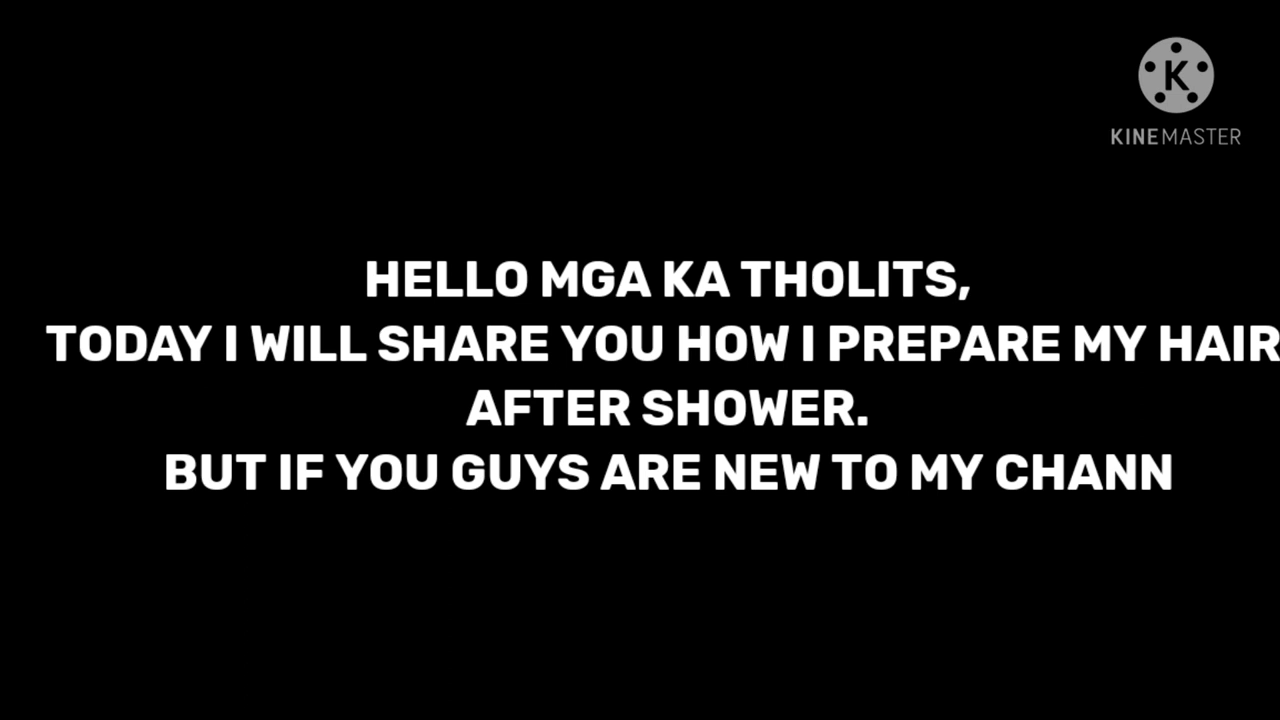 K
KINEMASTER
HELLO MGA KA THOLITS,
TODAY I WILL SHARE YOU HOW I PREPARE MY HAIR
AFTER SHOWER.
BUT IF YOU GUYS ARE NEW TO MY CHANN